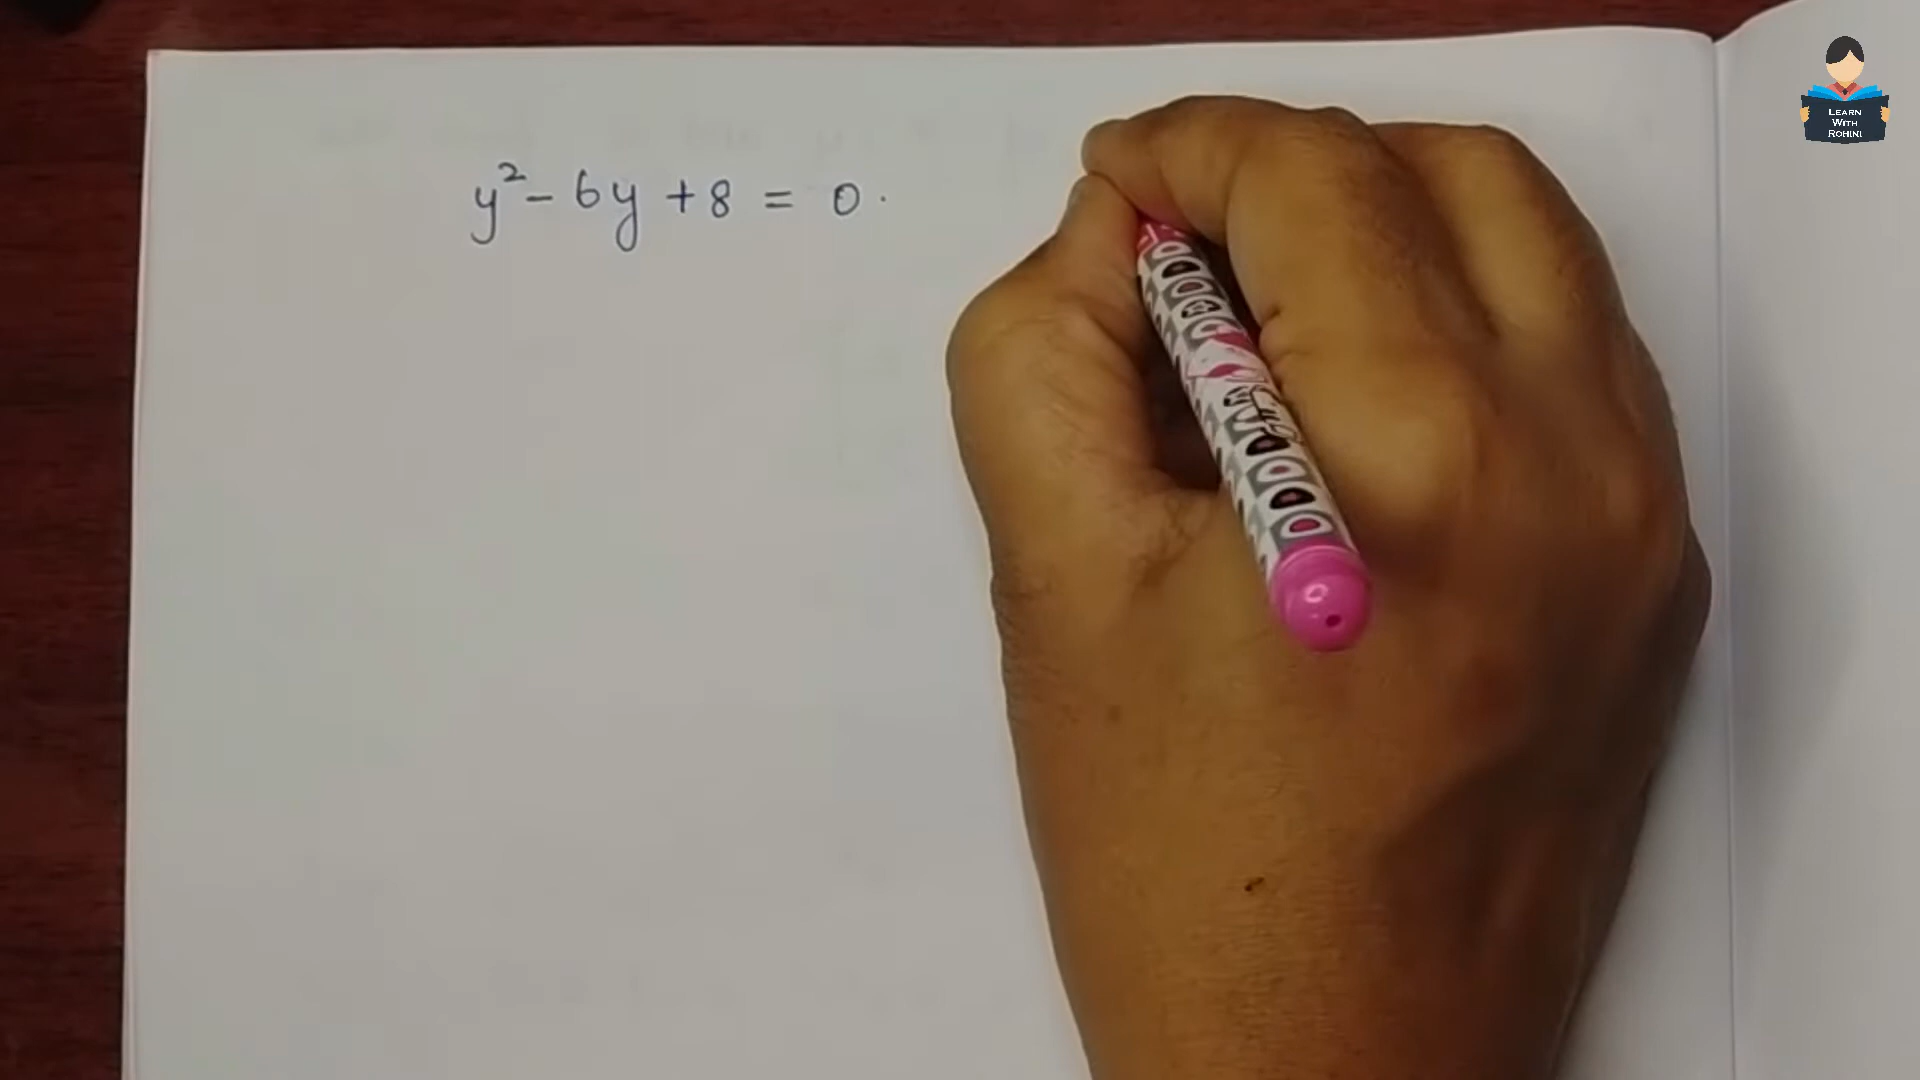 y² - 6y + 8 = 0.
LEARN
WITH
ROHINI